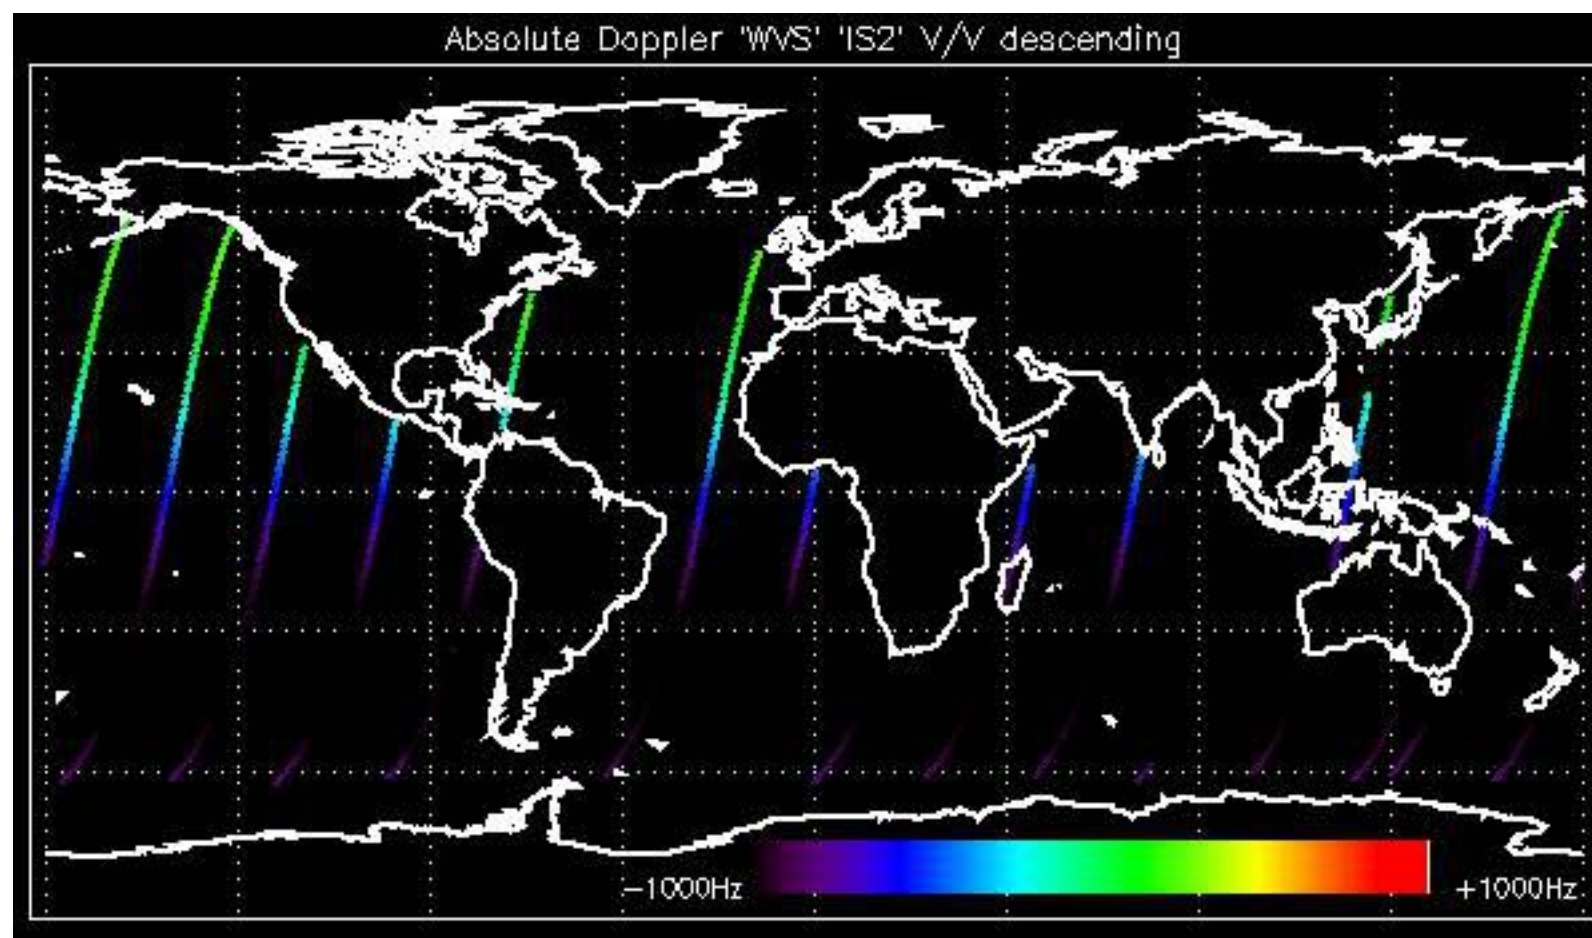 Absolute Doppler 'WVS' 'IS2' V/V descending
−1000Hz
+1000Hz